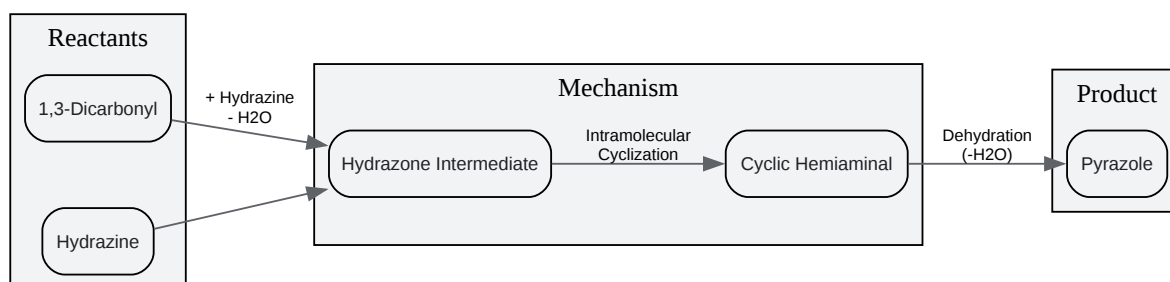 Reactants
1,3-Dicarbonyl
Hydrazine
+ Hydrazine
- H2O
Mechanism
Hydrazone Intermediate
Intramolecular
Cyclization
Cyclic Hemiaminal
Dehydration
(-H2O)
Product
Pyrazole